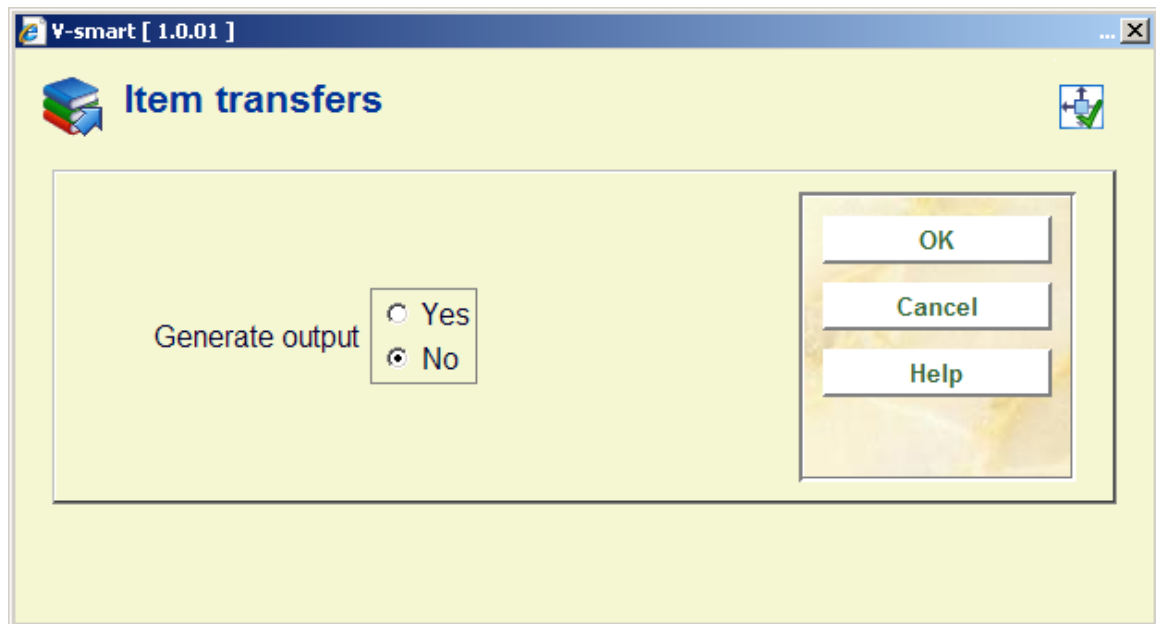 V-smart [ 1.0.01 ] ...
Item transfers
Generate output
Yes
No
OK
Cancel
Help